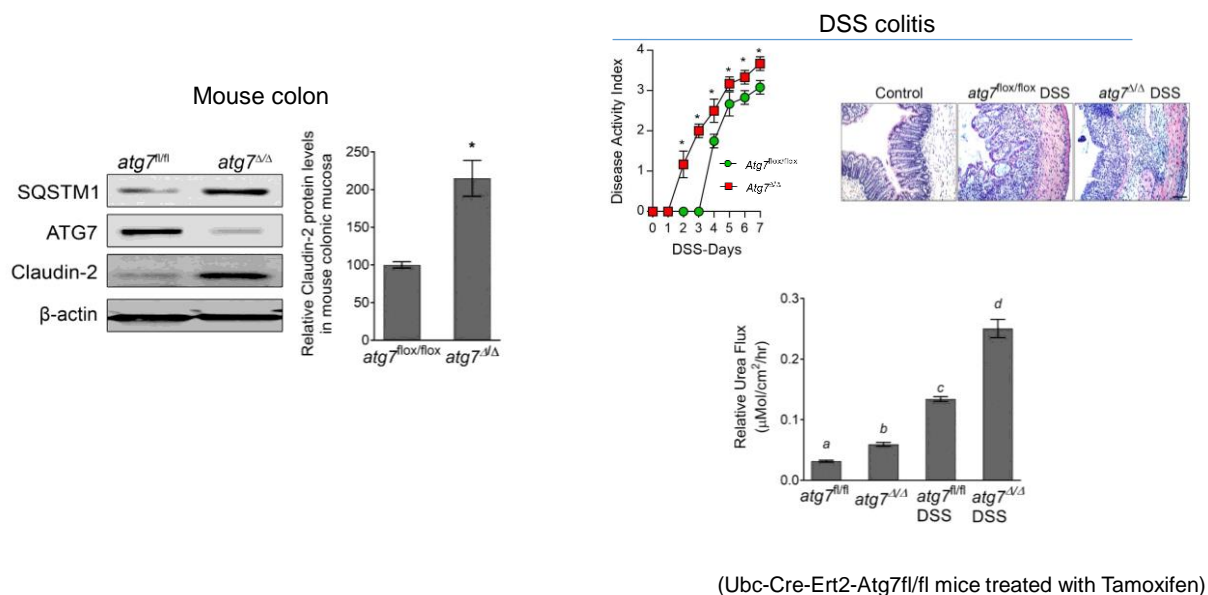 DSS colitis
Mouse colon
atg7fl/fl atg7Δ/Δ
SQSTM1
ATG7
Claudin-2
β-actin
Relative Claudin-2 protein levels
in mouse colonic mucosa
250
200
150
100
50
0
*
atg7flox/flox atg7Δ/Δ
Disease Activity Index
4
3
2
1
0
* * * * * *
Atg7flox/flox
Atg7Δ/Δ
0 1 2 3 4 5 6 7
DSS-Days
Control atg7flox/flox DSS atg7Δ/Δ DSS
Relative Urea Flux
(µMol/cm2/hr)
0.3
0.2
0.1
0.0
a b c d
atg7fl/fl atg7Δ/Δ atg7fl/fl atg7Δ/Δ
DSS DSS
(Ubc-Cre-Ert2-Atg7fl/fl mice treated with Tamoxifen)